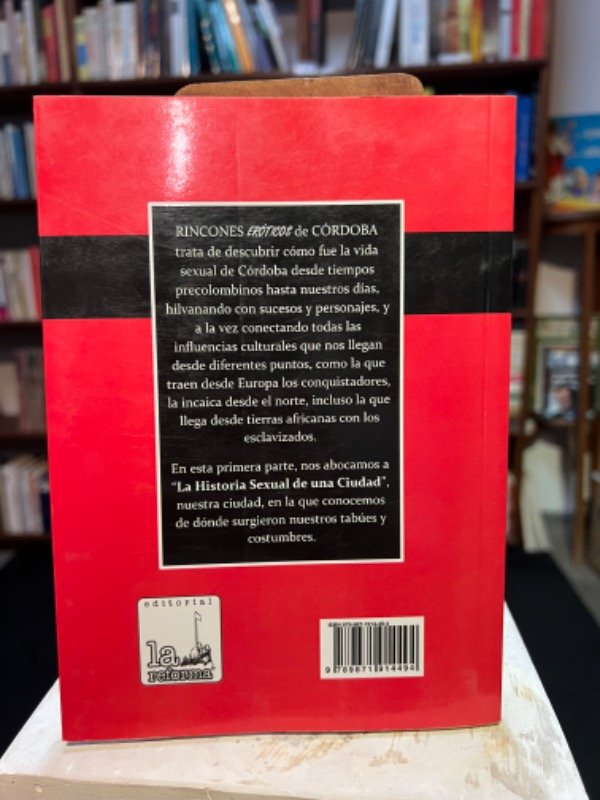 RINCONES ERÓTICOS de CÓRDOBA
trata de descubrir cómo fue la vida
sexual de Córdoba desde tiempos
precolombinos hasta nuestros días,
hilvanando con sucesos y personajes, y
a la vez conectando todas las
influencias culturales que nos llegan
desde diferentes puntos, como la que
traen desde Europa los conquistadores,
la incaica desde el norte, incluso la que
llega desde tierras africanas con los
esclavizados.
En esta primera parte, nos abocamos a
"La Historia Sexual de una Ciudad",
nuestra ciudad, en la que conocemos
de dónde surgieron nuestros tabúes y
costumbres.
editorial
la
reforma